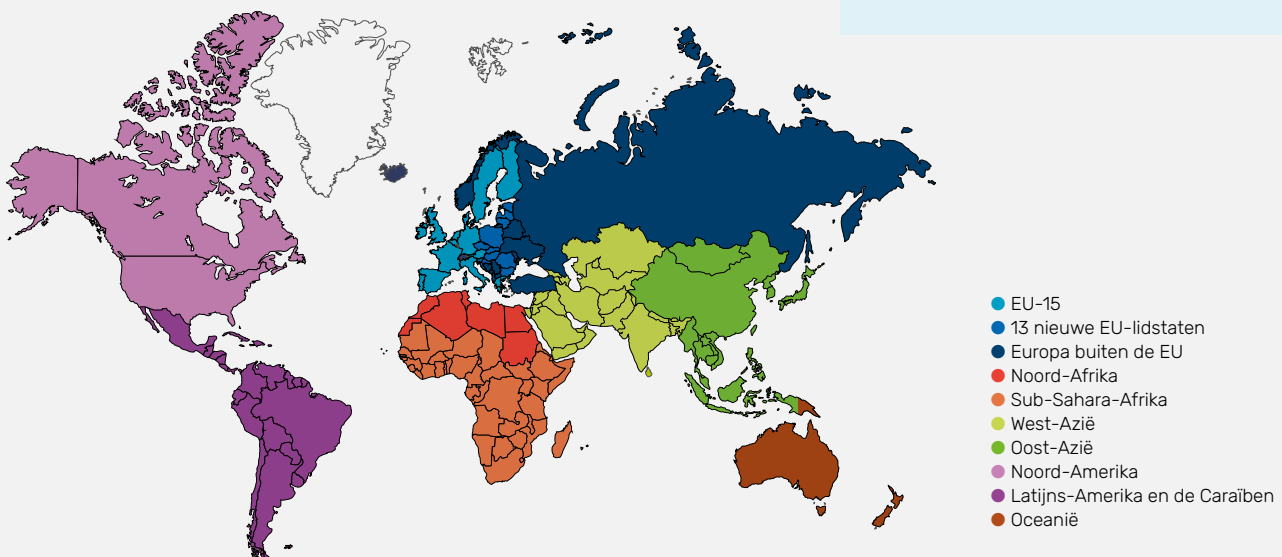 EU-15
13 nieuwe EU-lidstaten
Europa buiten de EU
Noord-Afrika
Sub-Sahara-Afrika
West-Azië
Oost-Azië
Noord-Amerika
Latijns-Amerika en de Caraïben
Oceanië